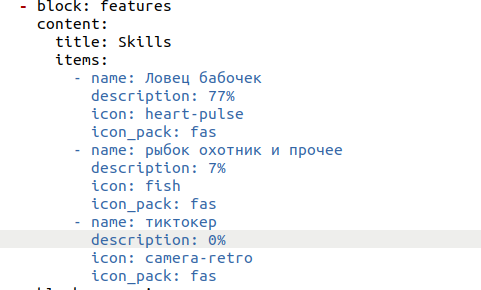 - block: features
content:
title: Skills
items:
- name: Ловец бабочек
description: 77%
icon: heart-pulse
icon_pack: fas
- name: рыбок охотник и прочее
description: 7%
icon: fish
icon_pack: fas
- name: тиктокер
description: 0%
icon: camera-retro
icon_pack: fas